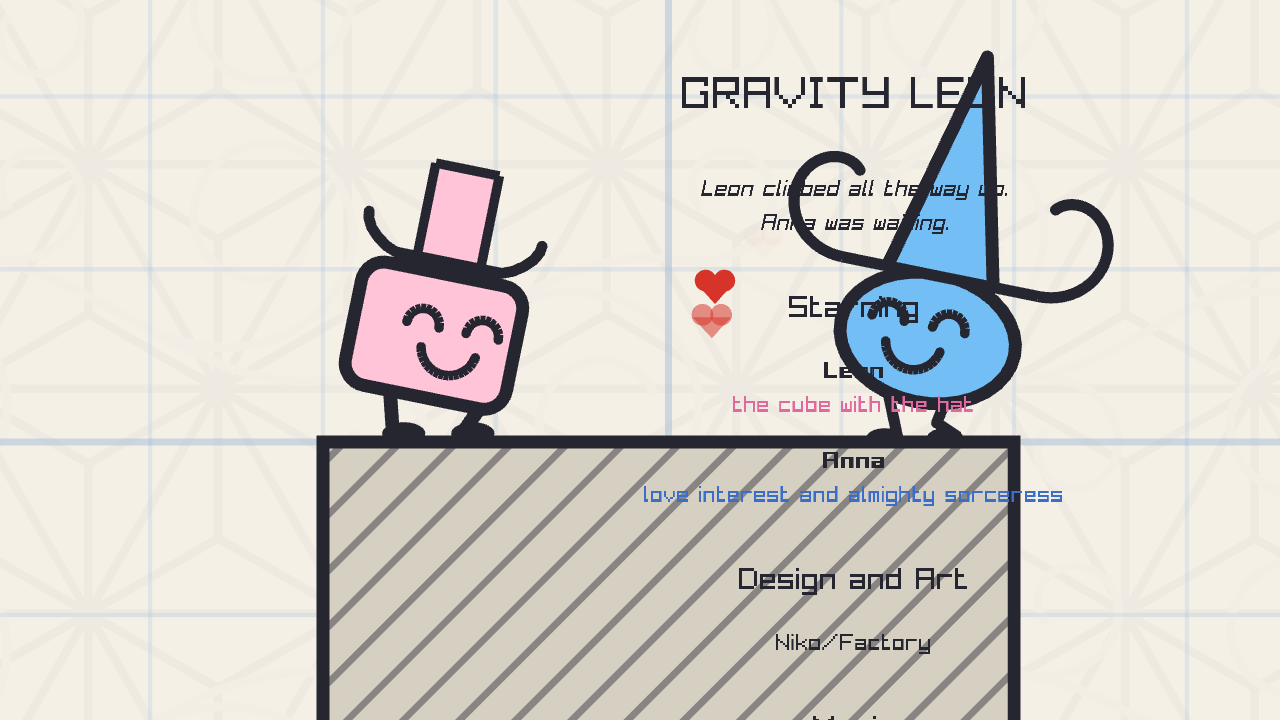 GRAVITY LEON
Leon climbed all the way up.
Anna was waiting.
Starring
Leon
the cube with the hat
Anna
love interest and almighty sorceress
Design and Art
Niko/Factory